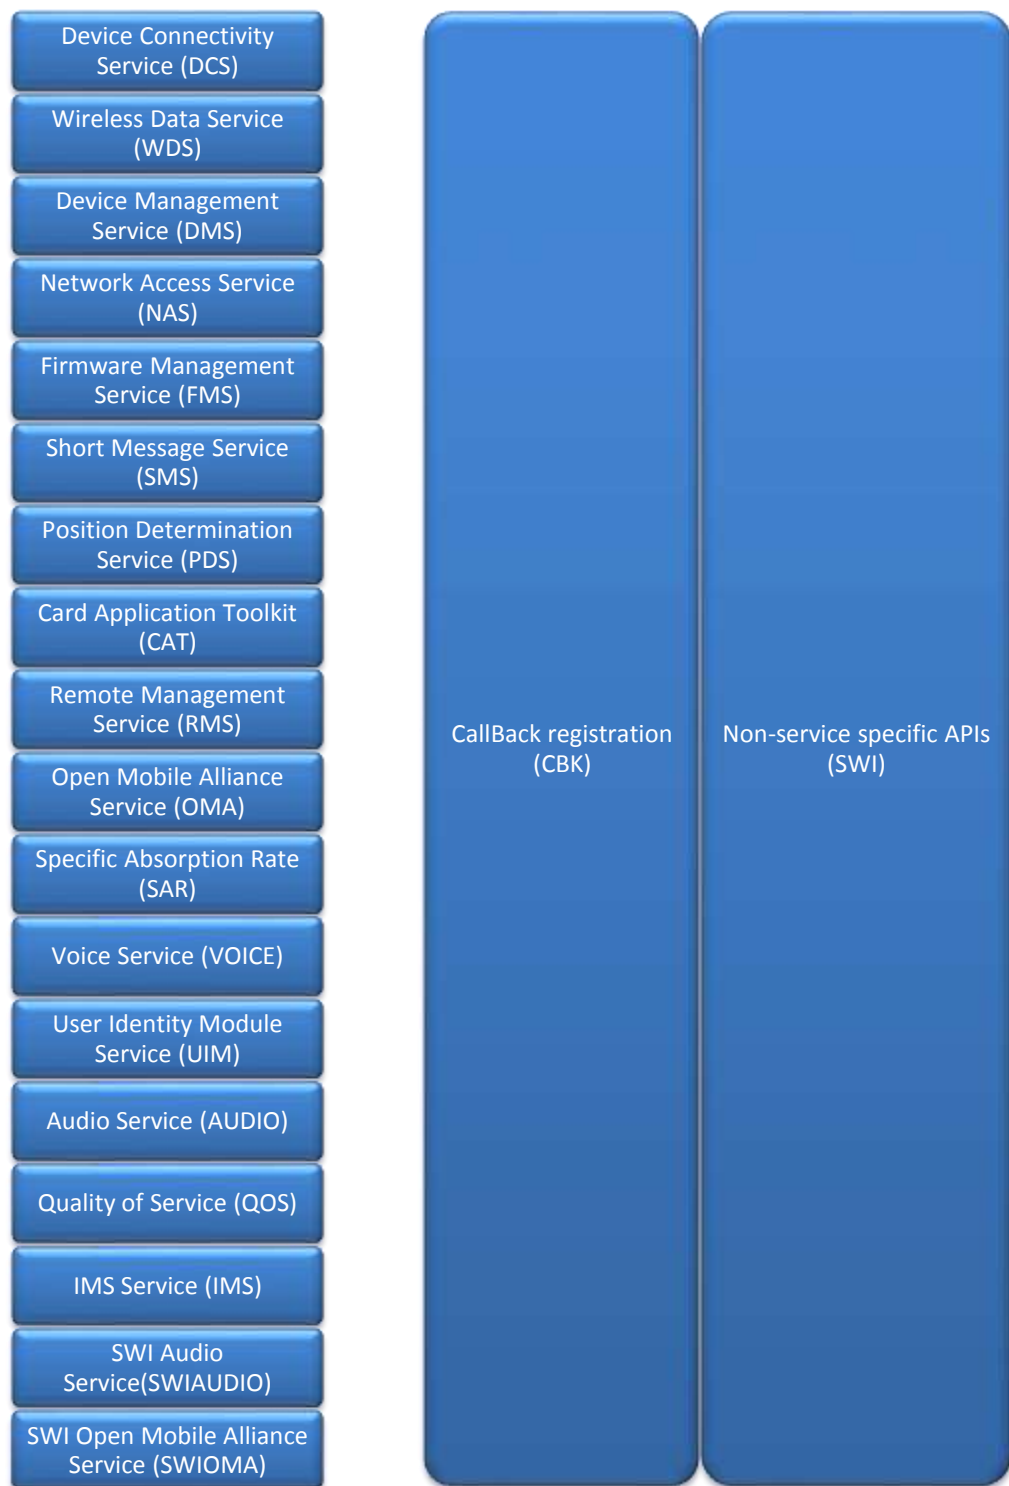 Device Connectivity
Service (DCS)
Wireless Data Service
(WDS)
Device Management
Service (DMS)
Network Access Service
(NAS)
Firmware Management
Service (FMS)
Short Message Service
(SMS)
Position Determination
Service (PDS)
Card Application Toolkit
(CAT)
Remote Management
Service (RMS)
Open Mobile Alliance
Service (OMA)
Specific Absorption Rate
(SAR)
Voice Service (VOICE)
User Identity Module
Service (UIM)
Audio Service (AUDIO)
Quality of Service (QOS)
IMS Service (IMS)
SWI Audio
Service(SWIAUDIO)
SWI Open Mobile Alliance
Service (SWIOMA)
CallBack registration
(CBK)
Non-service specific APIs
(SWI)